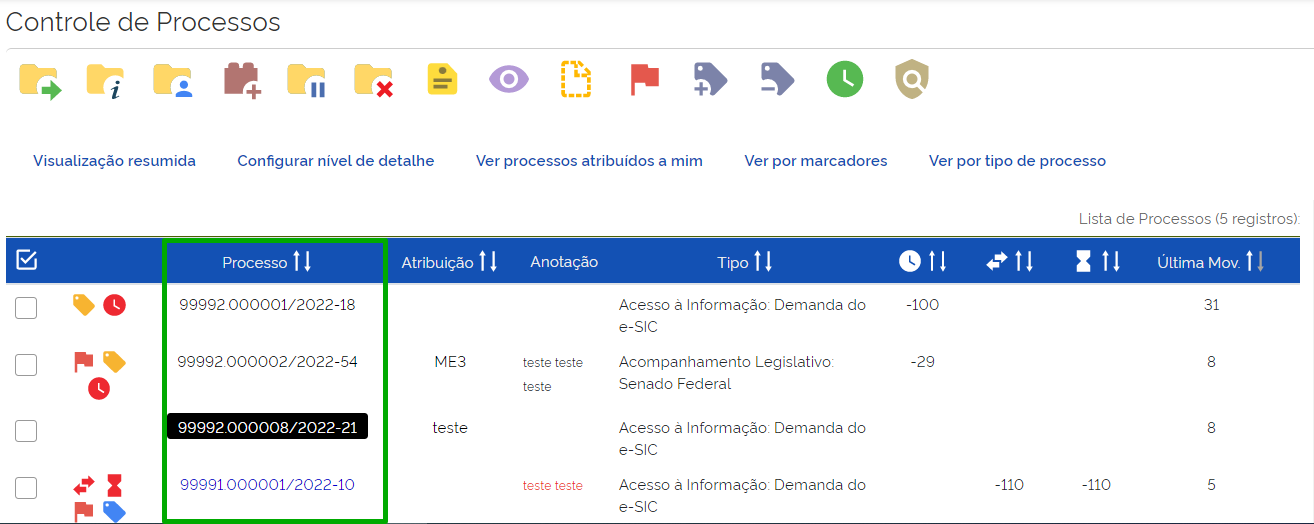 Controle de Processos
Visualização resumida Configurar nível de detalhe Ver processos atribuídos a mim Ver por marcadores Ver por tipo de processo
Lista de Processos (5 registros):
Processo Atribuição Anotação Tipo Última Mov.
99992.000001/2022-18 Acesso à Informação: Demanda do -100 31
e-SIC
99992.000002/2022-54 ME3 teste teste Acompanhamento Legislativo: -29 8
teste Senado Federal
99992.000008/2022-21 teste Acesso à Informação: Demanda do 8
e-SIC
99991.000001/2022-10 teste teste Acesso à Informação: Demanda do -110 -110 5
e-SIC